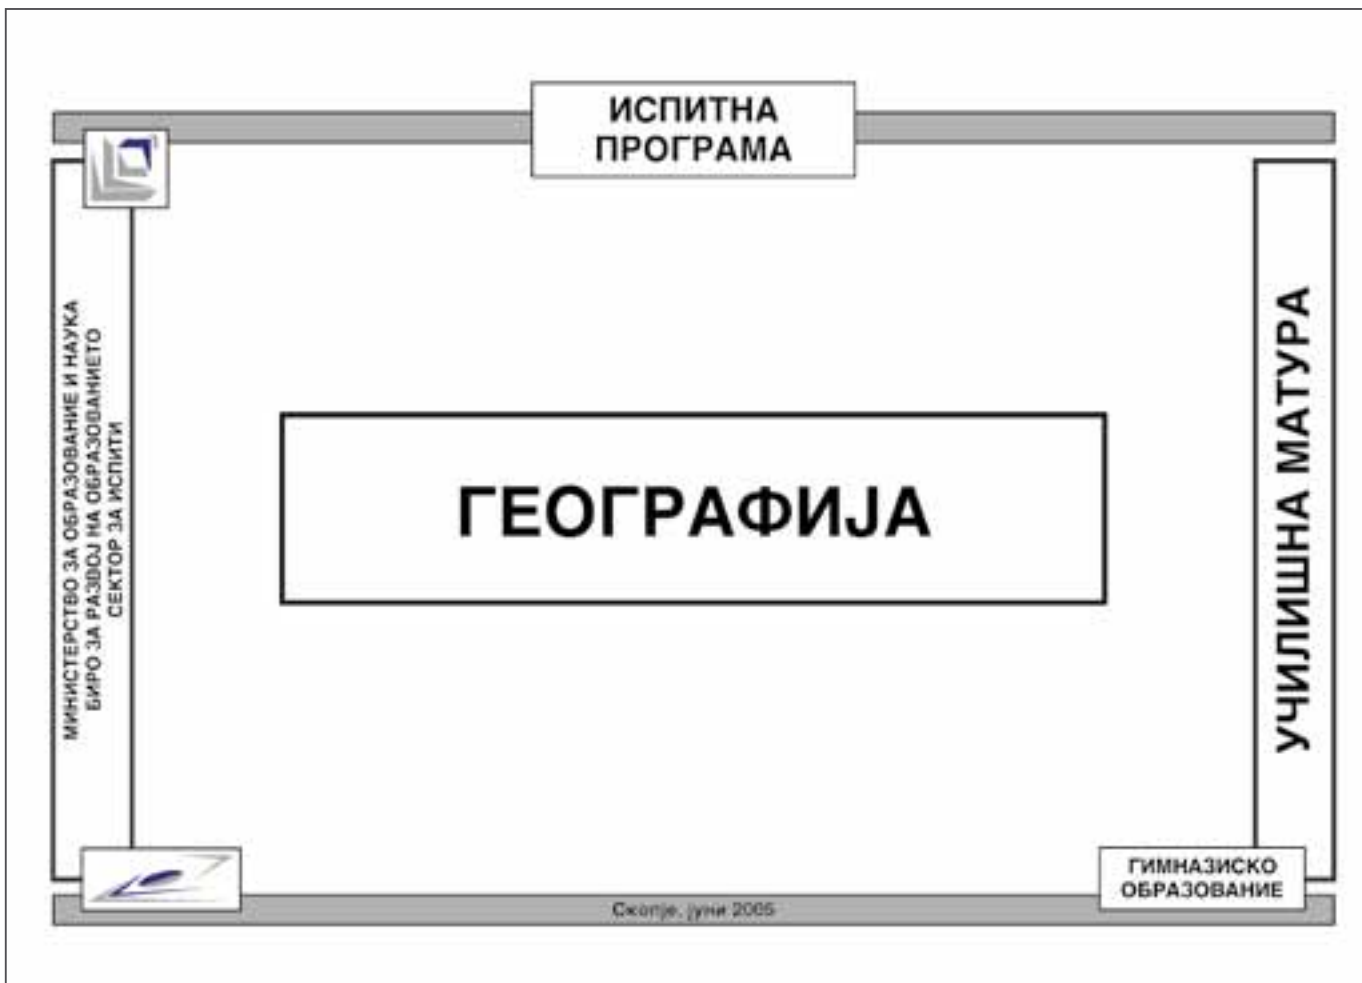 ИСПИТНА
ПРОГРАМА
МИНИСТЕРСТВО ЗА ОБРАЗОВАНИЕ И НАУКА
БИРО ЗА РАЗВОЈ НА ОБРАЗОВАНИЕТО
СЕКТОР ЗА ИСПИТИ
ГЕОГРАФИЈА
УЧИЛИШНА МАТУРА
ГИМНАЗИСКО
ОБРАЗОВАНИЕ
Скопје, јуни 2005